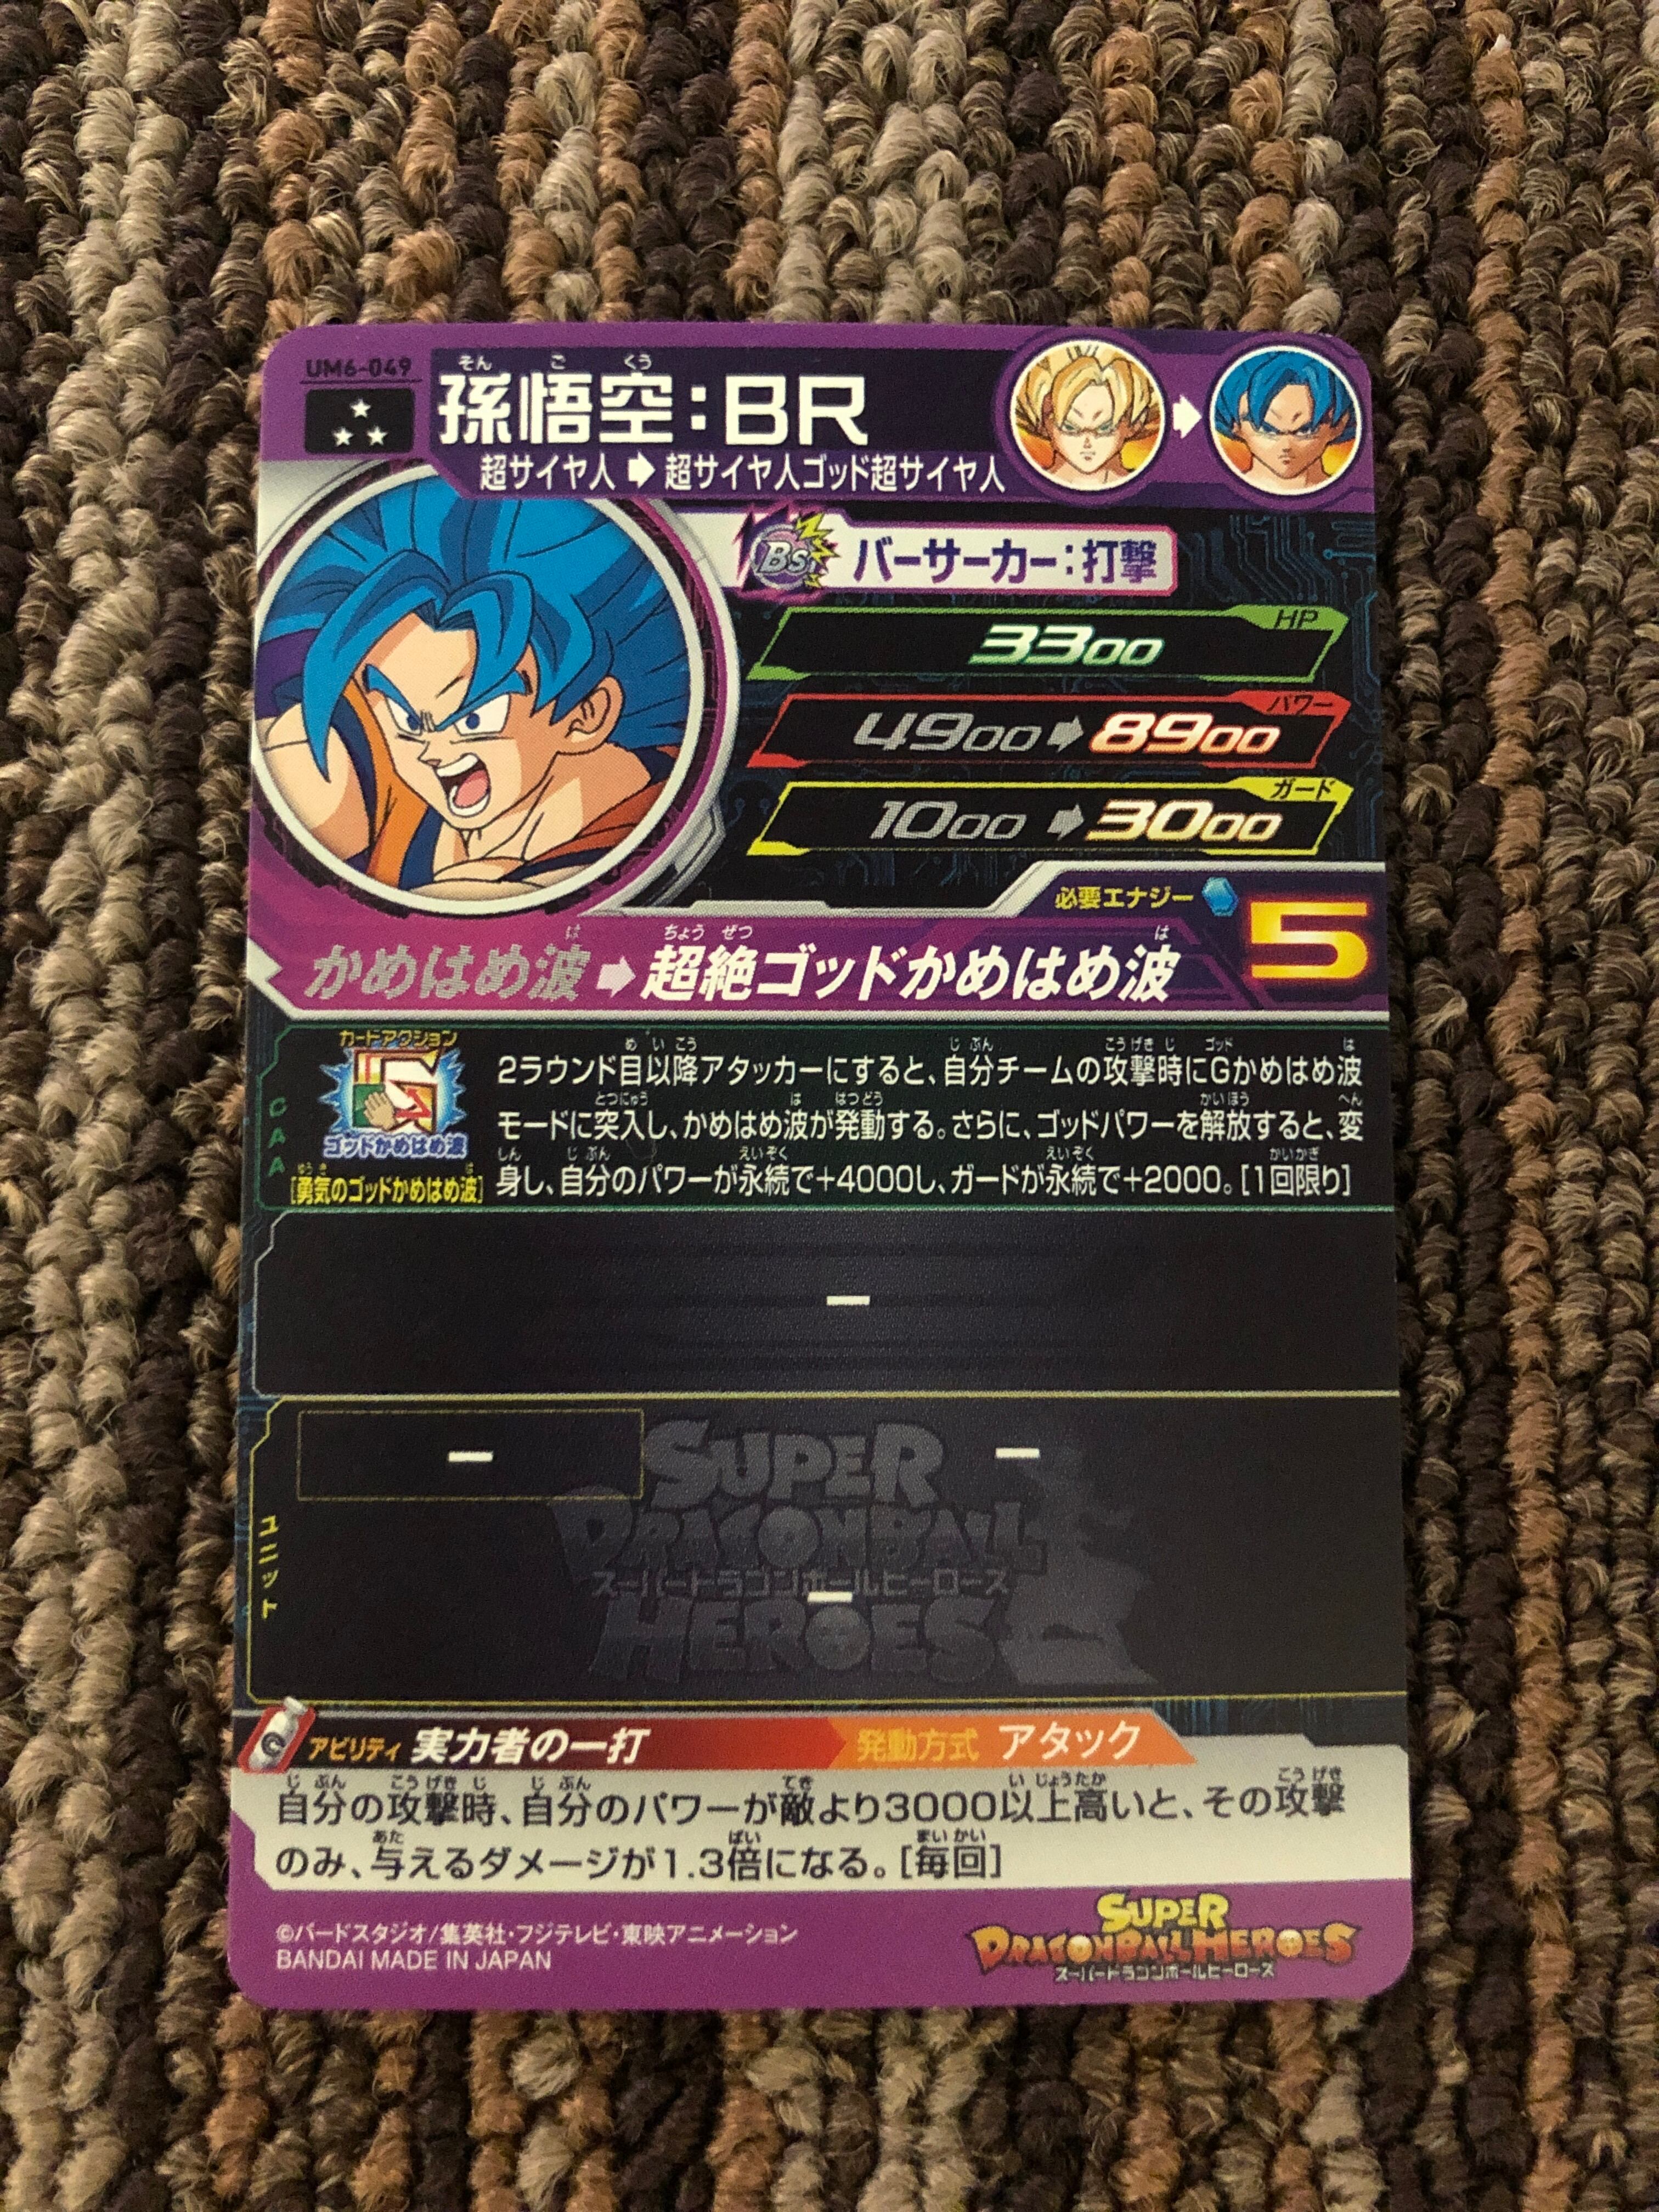 UM6-049
孫悟空:BR
そん ご くう
超サイヤ人➡超サイヤ人ゴッド超サイヤ人
Bs バーサーカー:打撃
HP
3300
パワー
4900➡8900
ガード
1000➡3000
必要エナジー 5
かめはめ波➡超絶ゴッドかめはめ波
CAA
カードアクション
ゴッドかめはめ波
[勇気のゴッドかめはめ波]
2ラウンド目以降アタッカーにすると、自分チームの攻撃時にGかめはめ波
モードに突入し、かめはめ波が発動する。さらに、ゴッドパワーを解放すると、変
身し、自分のパワーが永続で+4000し、ガードが永続で+2000。[1回限り]
ー
ユニット
ー ー
ー
SUPER
DRAGONBALL
スーパードラゴンボールヒーローズ
HEROES
アビリティ 実力者の一打 発動方式 アタック
自分の攻撃時、自分のパワーが敵より3000以上高いと、その攻撃
のみ、与えるダメージが1.3倍になる。[毎回]
©バードスタジオ/集英社・フジテレビ・東映アニメーション
BANDAI MADE IN JAPAN
SUPER
DRAGONBALL HEROES
スーパードラゴンボールヒーローズ